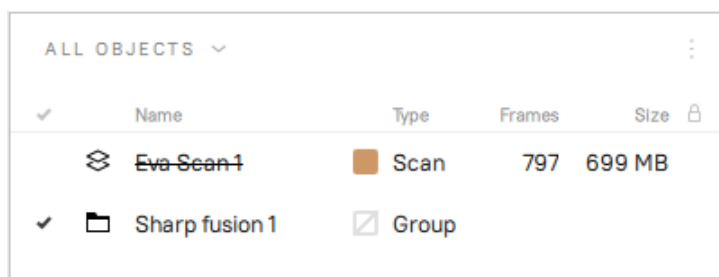 ALL OBJECTS
Name Type Frames Size
Eva Scan 1 Scan 797 699 MB
Sharp fusion 1 Group